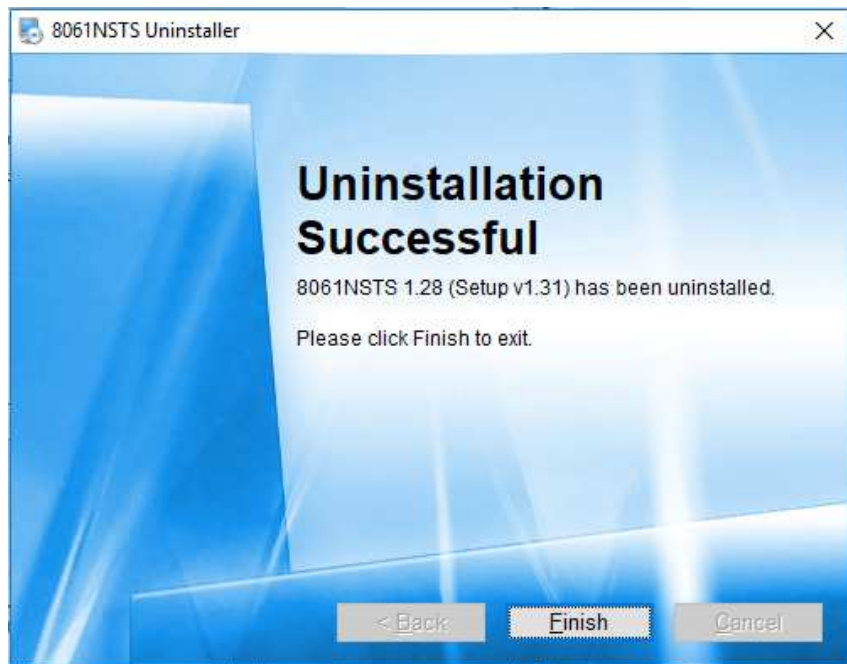 8061NSTS Uninstaller
Uninstallation
Successful
8061NSTS 1.28 (Setup v1.31) has been uninstalled.
Please click Finish to exit.
< Back
Finish
Cancel